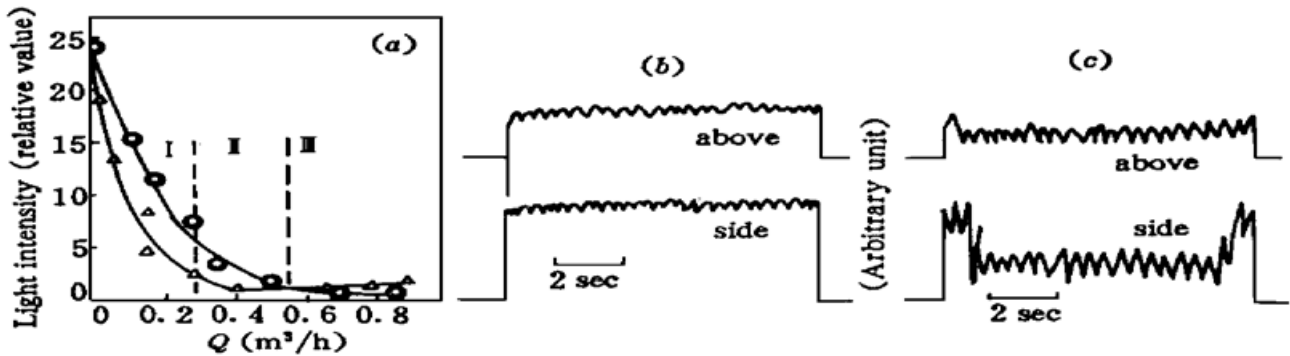 Light intensity (relative value)
25
20
15
10
5
0
(a)
I II III
0 0.2 0.4 0.6 0.8
Q (m³/h)
(b)
above
side
2 sec
(Arbitrary unit)
(c)
above
side
2 sec